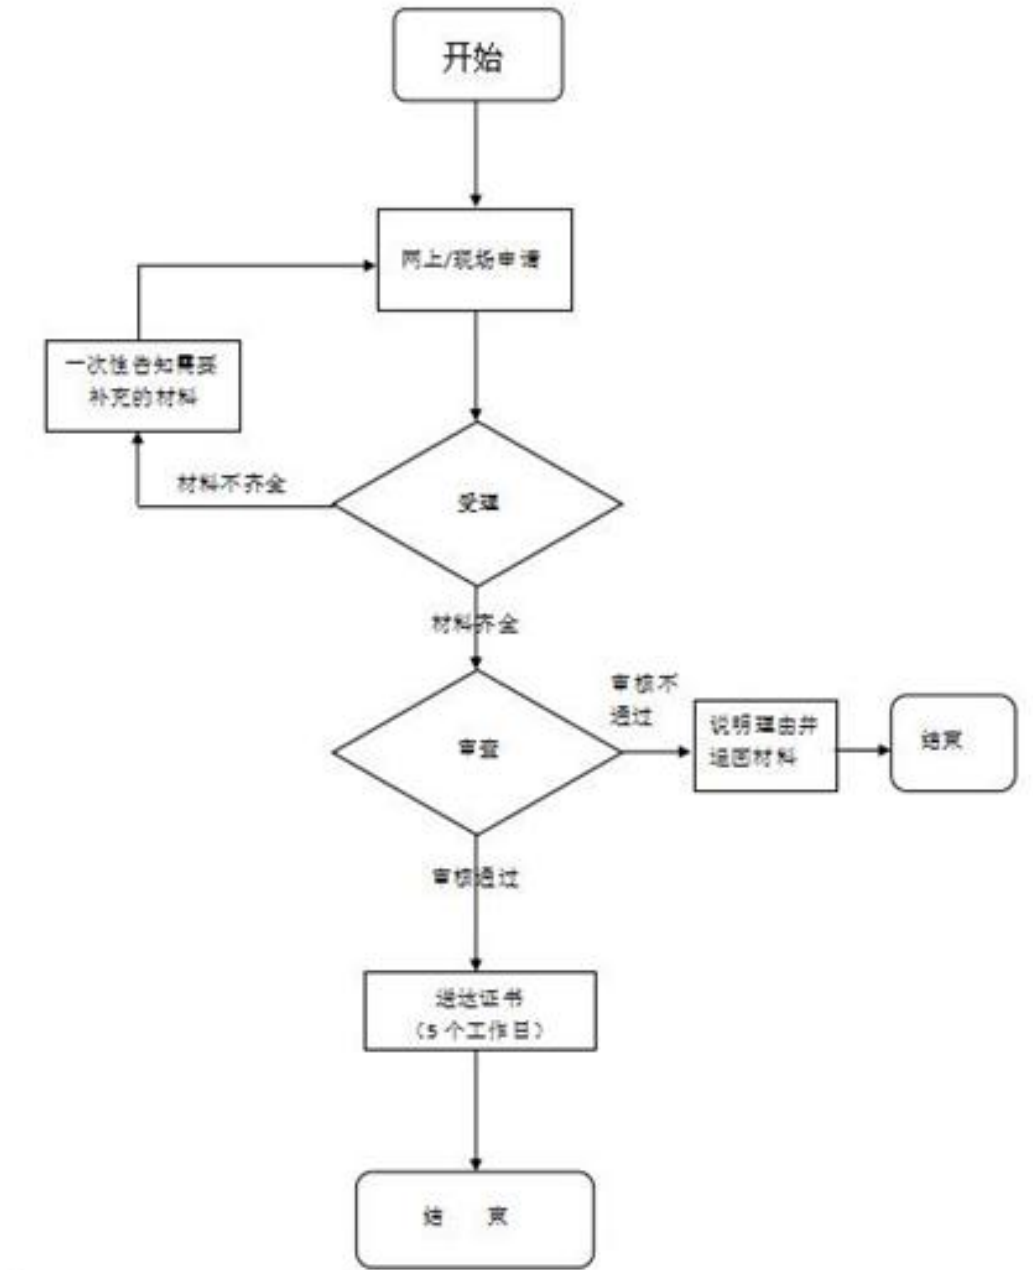 开始
网上/现场申请
一次性告知需要
补充的材料
材料不齐全
受理
材料齐全
审核不
通过
审查
说明理由并
退回材料
结束
审核通过
送达证书
（5 个工作日）
结 束